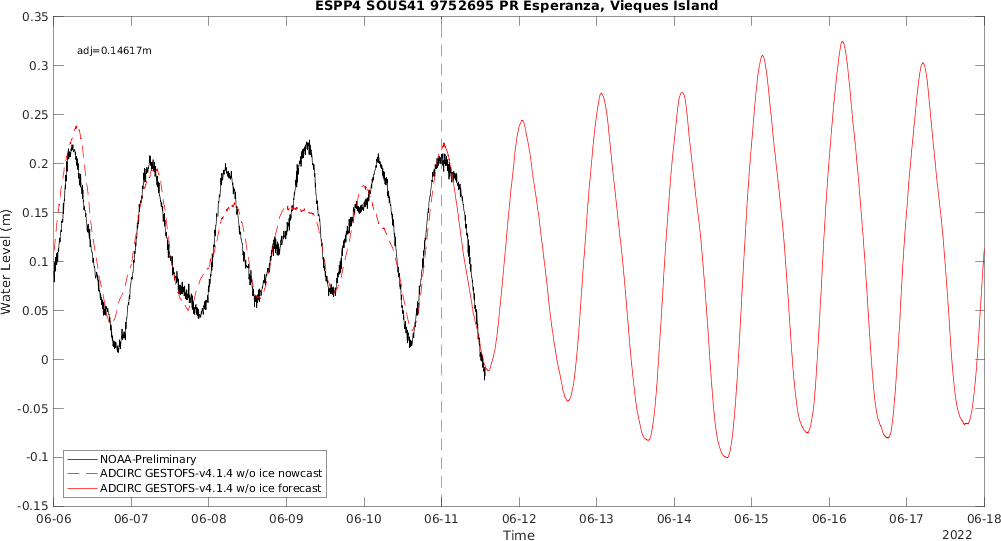 ESPP4 SOUS41 9752695 PR Esperanza, Vieques Island
adj=0.14617m
0.35
0.3
0.25
0.2
0.15
0.1
0.05
0
-0.05
-0.1
-0.15
Water Level (m)
NOAA-Preliminary
ADCIRC GESTOFS-v4.1.4 w/o ice nowcast
ADCIRC GESTOFS-v4.1.4 w/o ice forecast
06-06 06-07 06-08 06-09 06-10 06-11 06-12 06-13 06-14 06-15 06-16 06-17 06-18
Time
2022